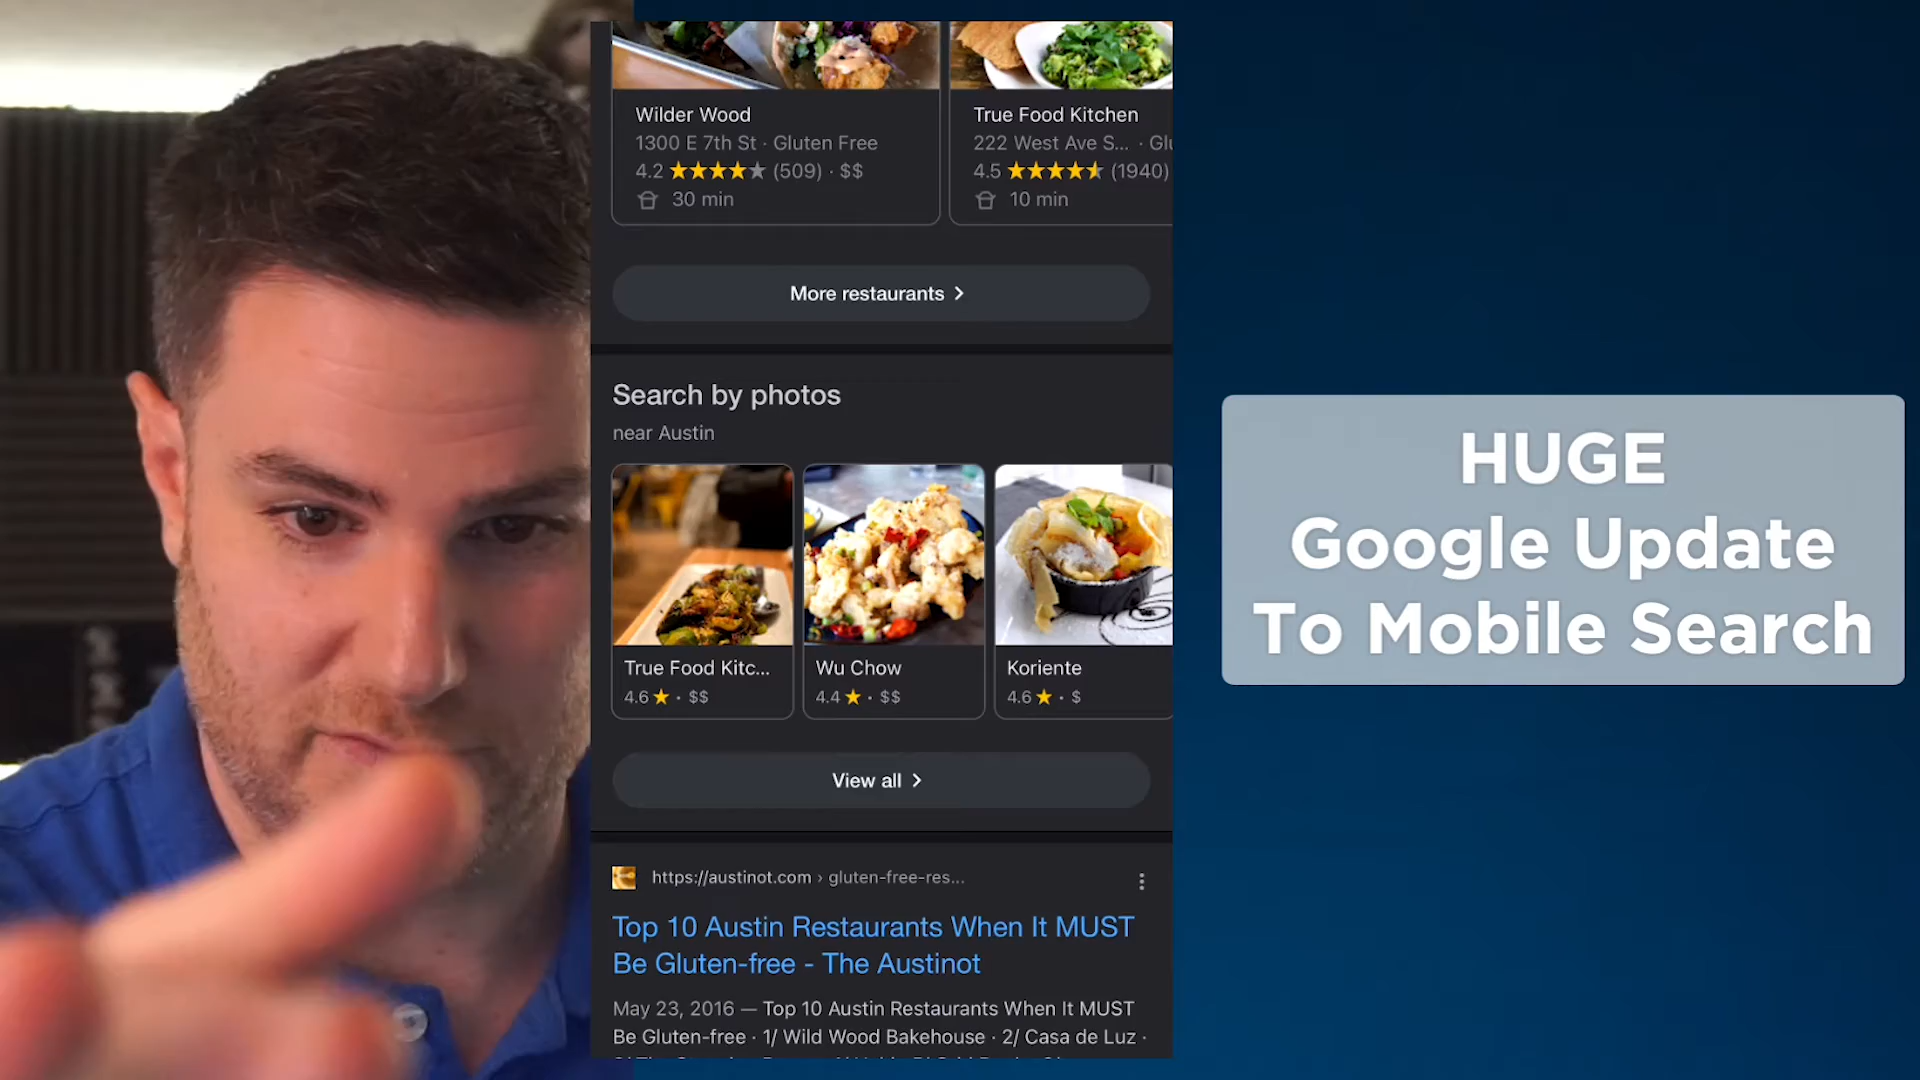 Wilder Wood
1300 E 7th St · Gluten Free
4.2 ★★★★★ (509) · $$
30 min
True Food Kitchen
222 West Ave S... · Glu
4.5 ★★★★★ (1940)
10 min
More restaurants >
Search by photos
near Austin
True Food Kitc...
4.6 ★ · $$
Wu Chow
4.4 ★ · $$
Koriente
4.6 ★ · $
View all >
https://austinot.com › gluten-free-res...
Top 10 Austin Restaurants When It MUST
Be Gluten-free - The Austinot
May 23, 2016 — Top 10 Austin Restaurants When It MUST
Be Gluten-free · 1/ Wild Wood Bakehouse · 2/ Casa de Luz ·
HUGE
Google Update
To Mobile Search